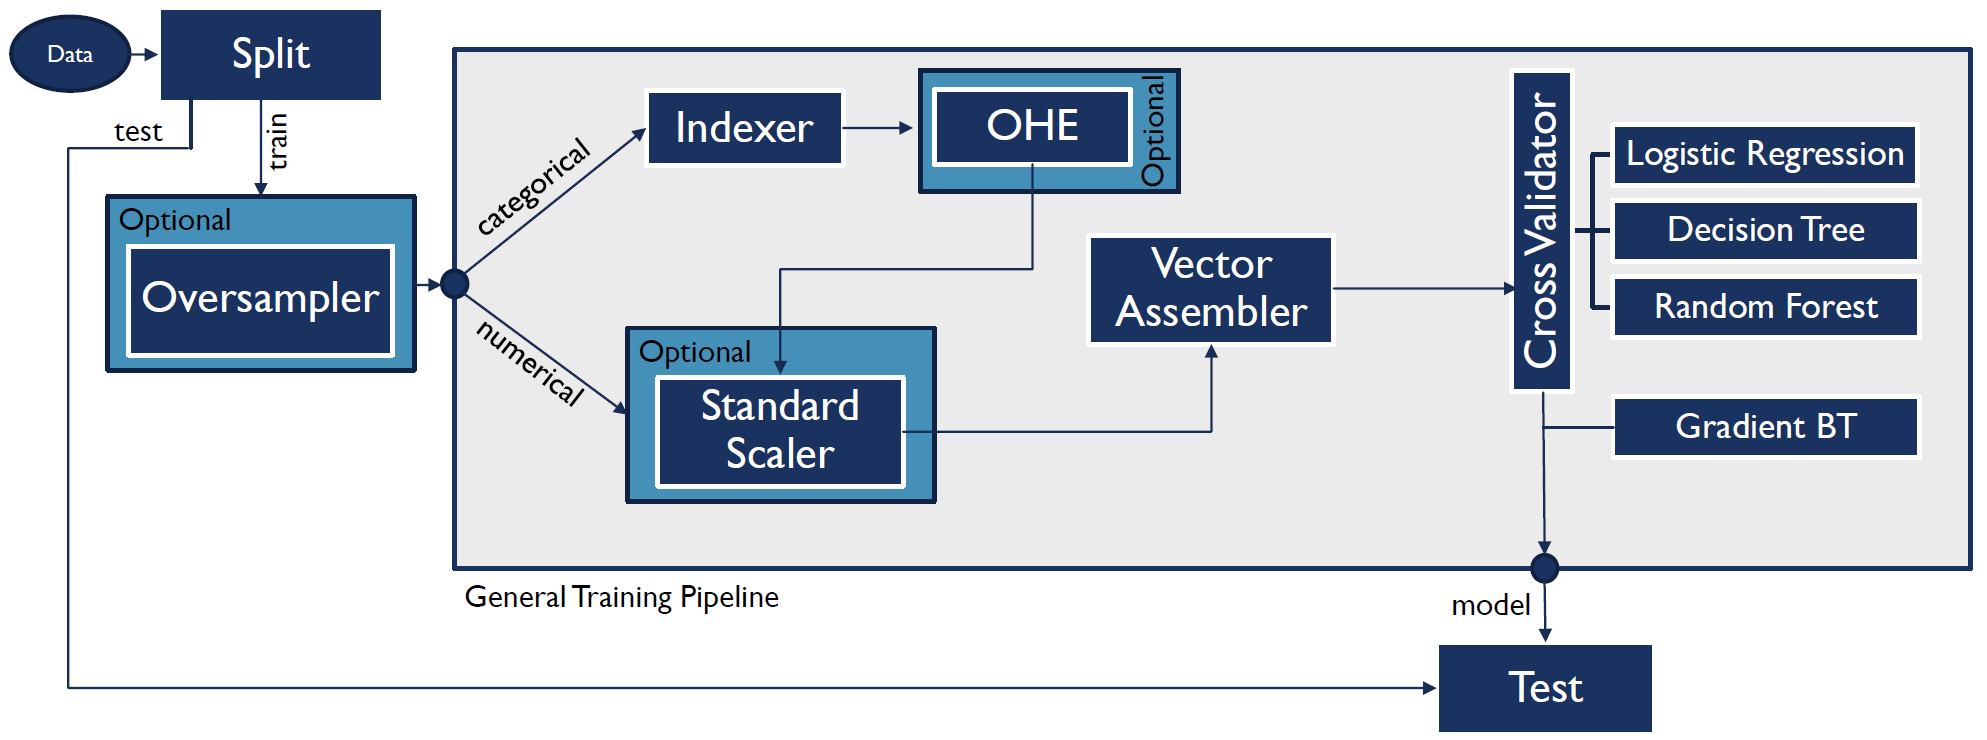 Data
Split
test
train
Optional
Oversampler
categorical
numerical
Indexer
OHE
Optional
Optional
Standard
Scaler
Vector
Assembler
Cross Validator
Logistic Regression
Decision Tree
Random Forest
Gradient BT
General Training Pipeline
model
Test